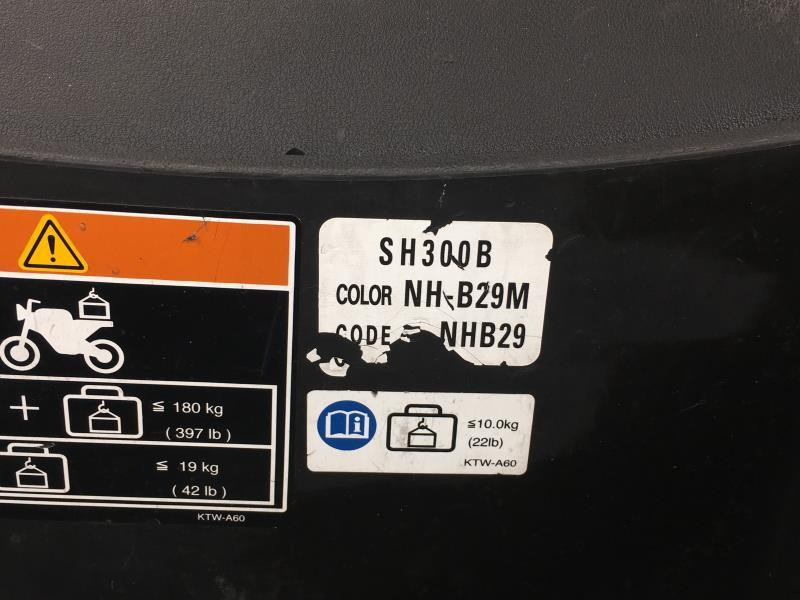 SH300B
COLOR NH-B29M
CODE NHB29
+ ≦ 180 kg
( 397 lb )
≦ 19 kg
( 42 lb )
KTW-A60
≦10.0kg
(22lb)
KTW-A60